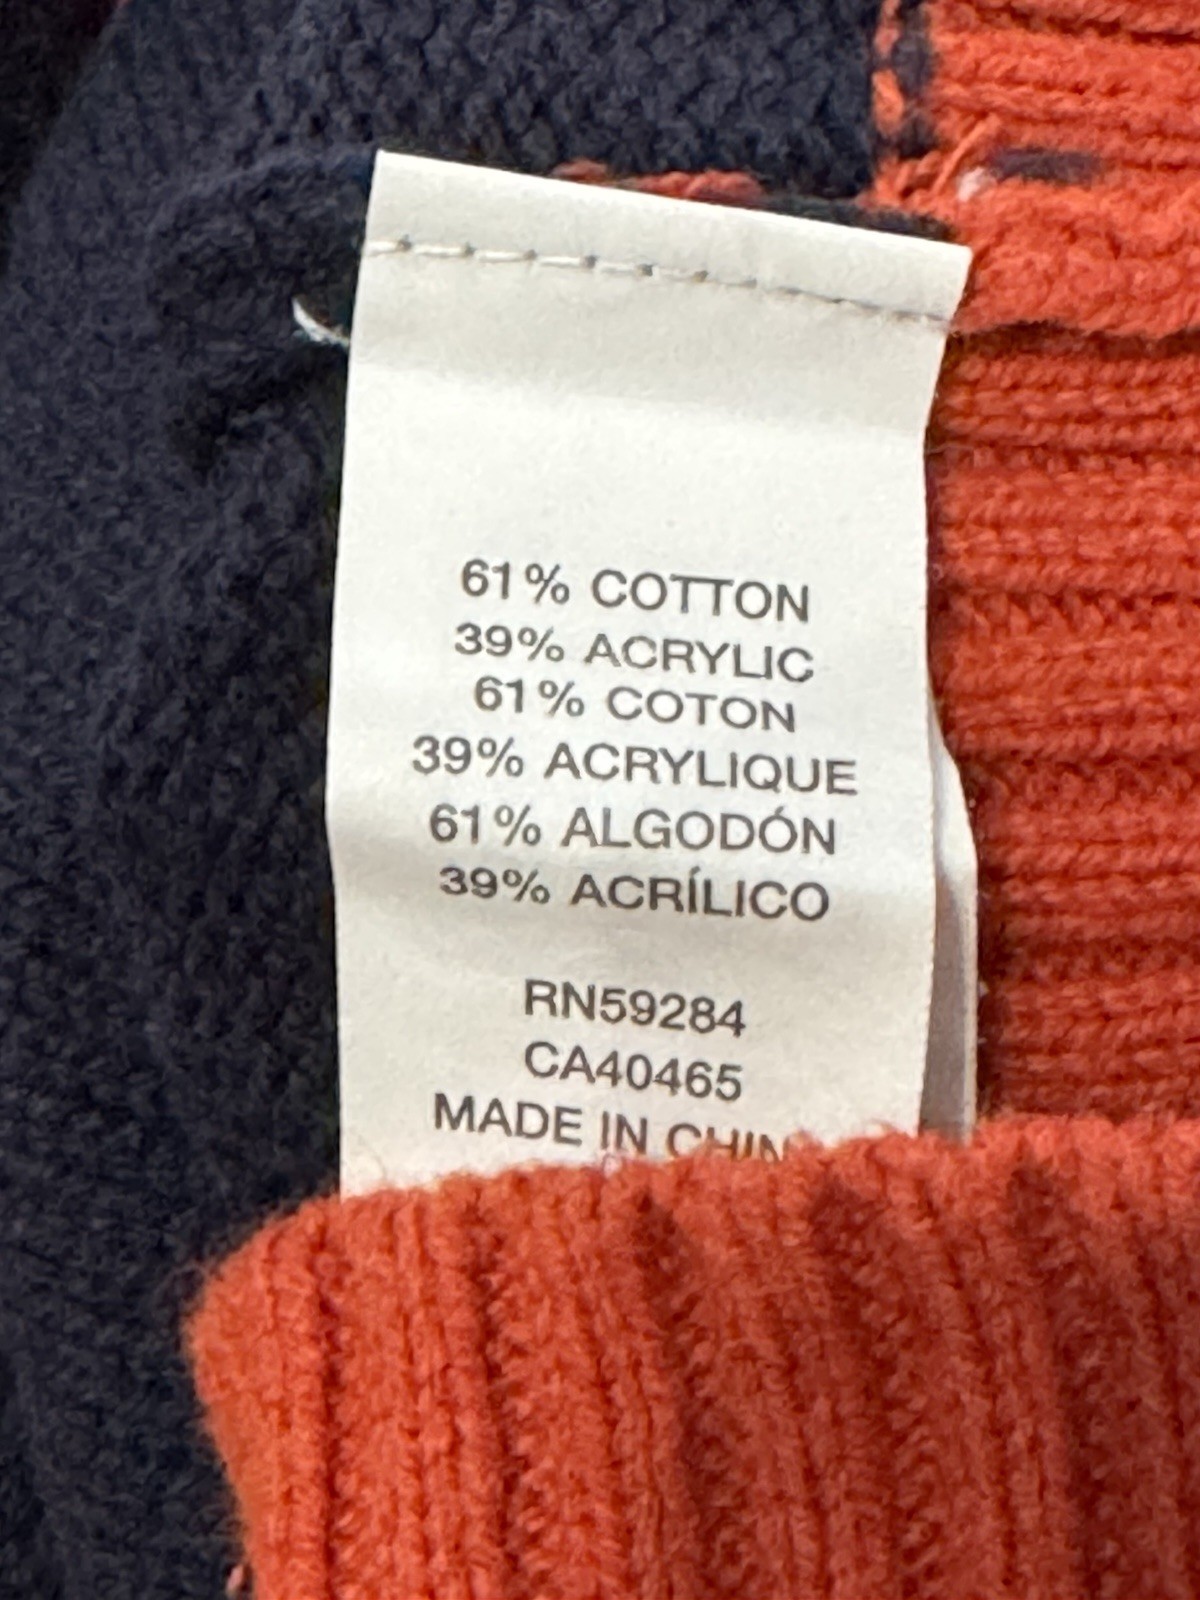 61% COTTON
39% ACRYLIC
61% COTON
39% ACRYLIQUE
61% ALGODÓN
39% ACRÍLICO
RN59284
CA40465
MADE IN CHIN